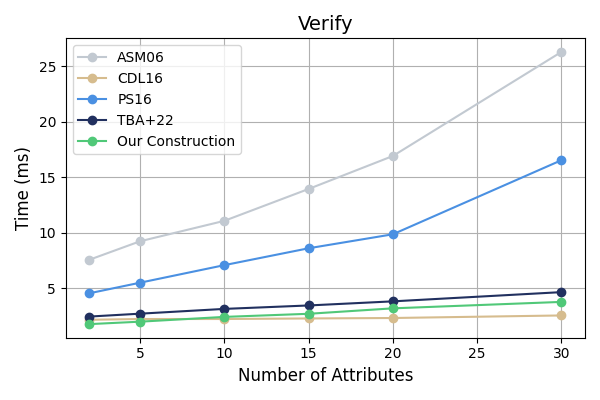 Verify
ASM06
CDL16
PS16
TBA+22
Our Construction
25
20
15
10
5
Time (ms)
5
10
15
20
25
30
Number of Attributes